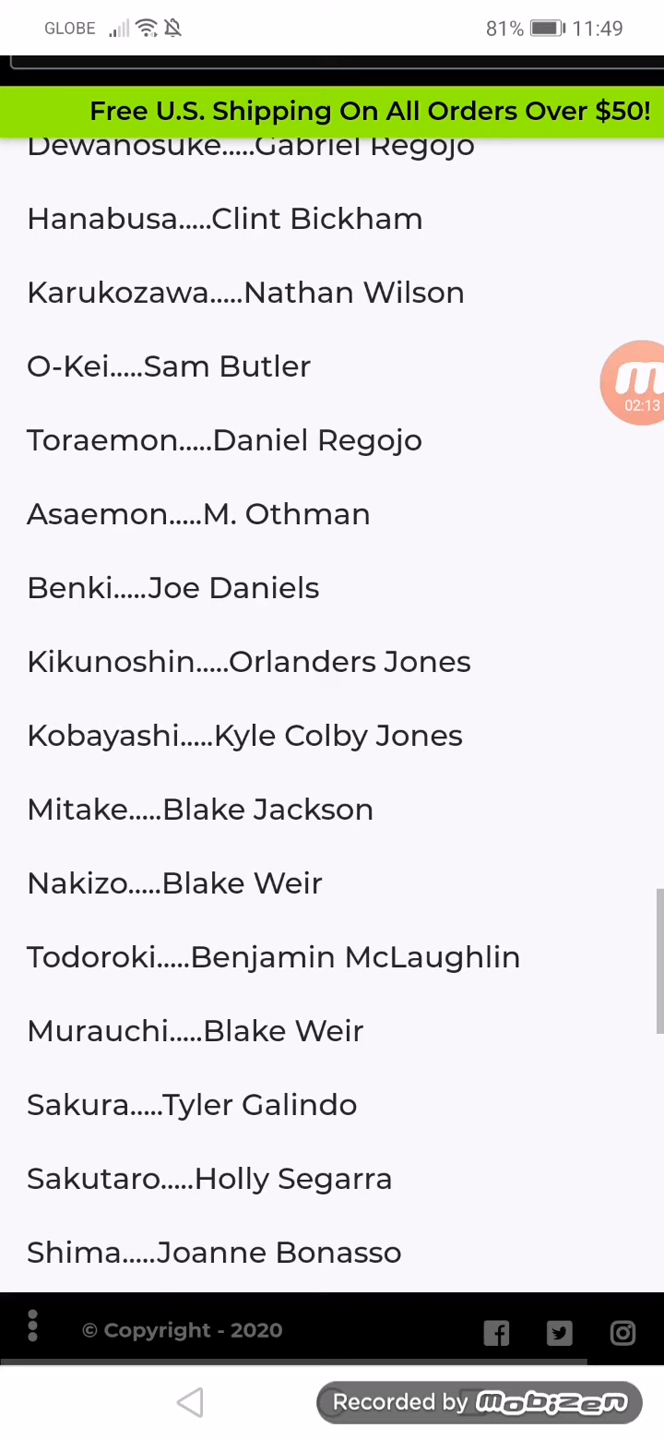 GLOBE 81% 11:49
Free U.S. Shipping On All Orders Over $50!
Dewanosuke.....Gabriel Regojo
Hanabusa.....Clint Bickham
Karukozawa.....Nathan Wilson
O-Kei.....Sam Butler
02:13
Toraemon.....Daniel Regojo
Asaemon.....M. Othman
Benki.....Joe Daniels
Kikunoshin.....Orlanders Jones
Kobayashi.....Kyle Colby Jones
Mitake.....Blake Jackson
Nakizo.....Blake Weir
Todoroki.....Benjamin McLaughlin
Murauchi.....Blake Weir
Sakura.....Tyler Galindo
Sakutaro.....Holly Segarra
Shima.....Joanne Bonasso
© Copyright - 2020
Recorded by mobizen